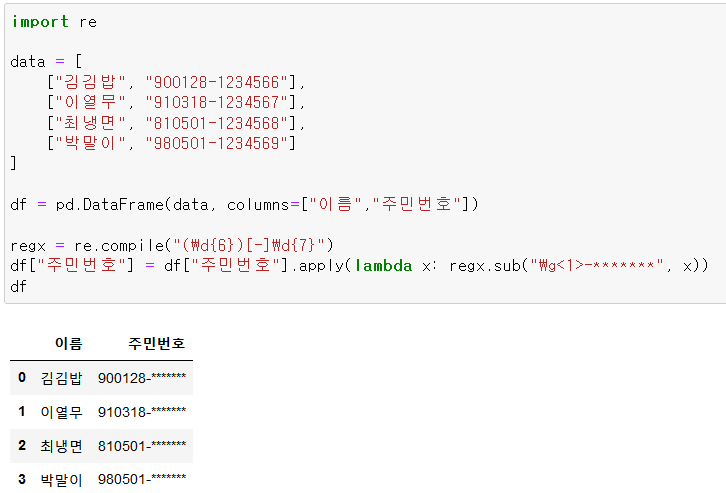 import re
data = [
    ["김김밥", "900128-1234566"],
    ["이열무", "910318-1234567"],
    ["최냉면", "810501-1234568"],
    ["박말이", "980501-1234569"]
]
df = pd.DataFrame(data, columns=["이름","주민번호"])
regx = re.compile("(₩d{6})[-]₩d{7}")
df["주민번호"] = df["주민번호"].apply(lambda x: regx.sub("₩g<1>-*******", x))
df
이름 주민번호
0 김김밥 900128-*******
1 이열무 910318-*******
2 최냉면 810501-*******
3 박말이 980501-*******